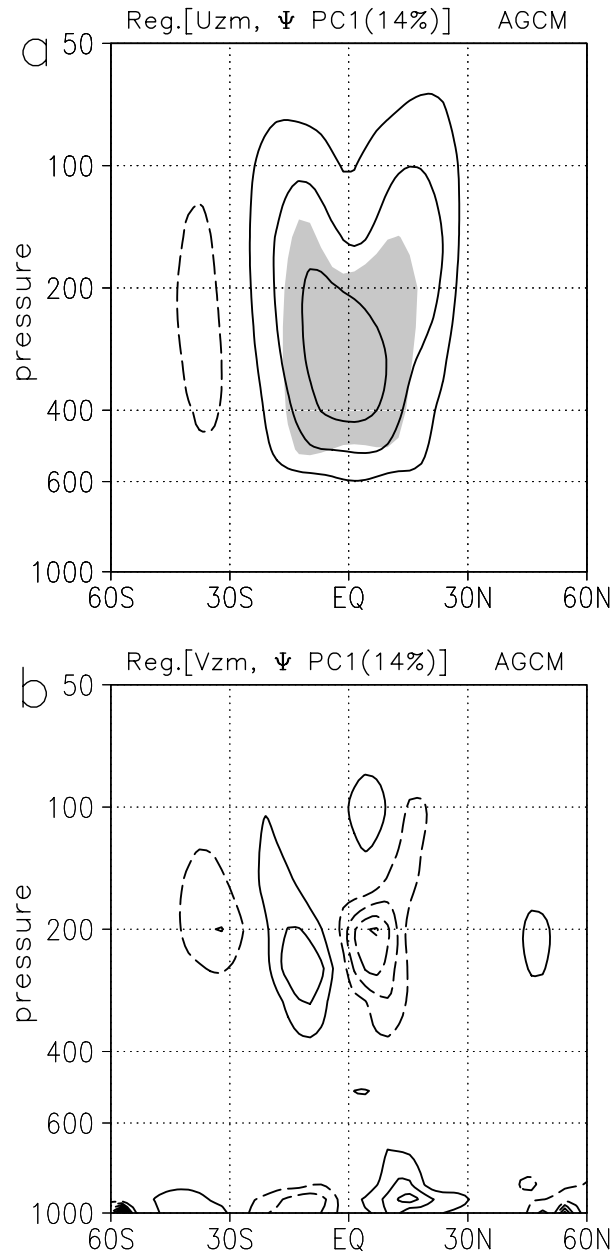 Reg.[Uzm, Ψ PC1(14%)] AGCM
a
50
100
200
400
600
1000
pressure
60S 30S EQ 30N 60N
Reg.[Vzm, Ψ PC1(14%)] AGCM
b
50
100
200
400
600
1000
pressure
60S 30S EQ 30N 60N